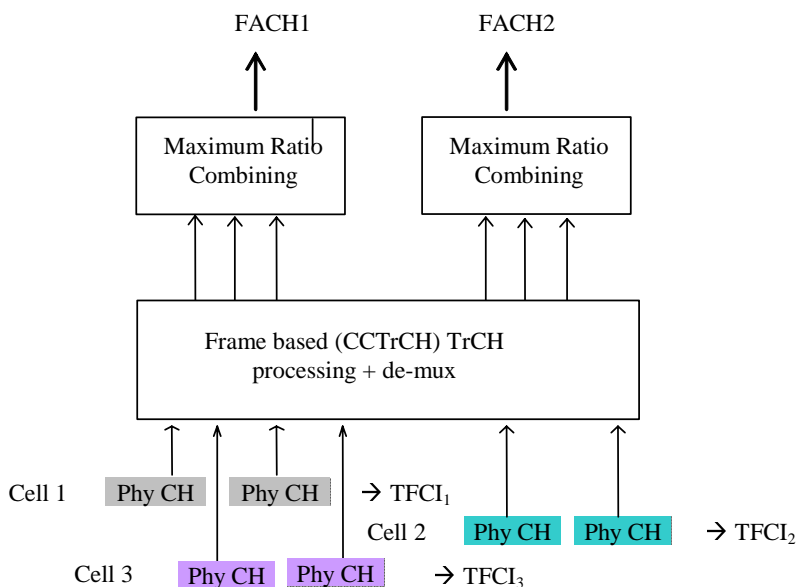 FACH1 FACH2
Maximum Ratio
Combining
Maximum Ratio
Combining
Frame based (CCTrCH) TrCH
processing + de-mux
Cell 1 Phy CH Phy CH → TFCI₁
Cell 2 Phy CH Phy CH → TFCI₂
Cell 3 Phy CH Phy CH → TFCI₃